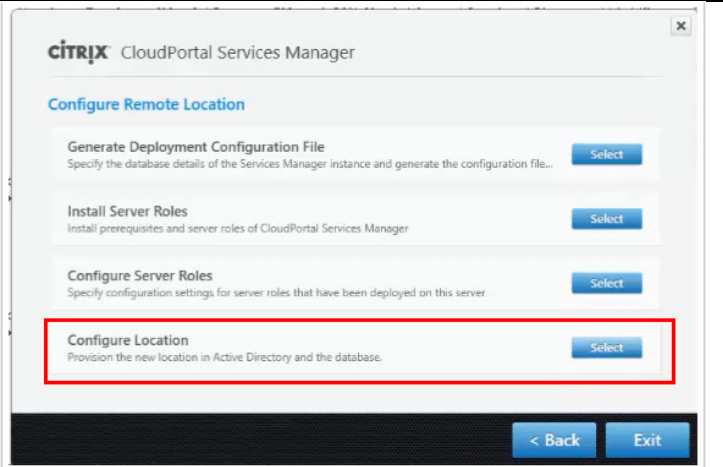 CITRIX CloudPortal Services Manager
Configure Remote Location
Generate Deployment Configuration File
Specify the database details of the Services Manager instance and generate the configuration file...
Select
Install Server Roles
Install prerequisites and server roles of CloudPortal Services Manager
Select
Configure Server Roles
Specify configuration settings for server roles that have been deployed on this server
Select
Configure Location
Provision the new location in Active Directory and the database.
Select
< Back
Exit